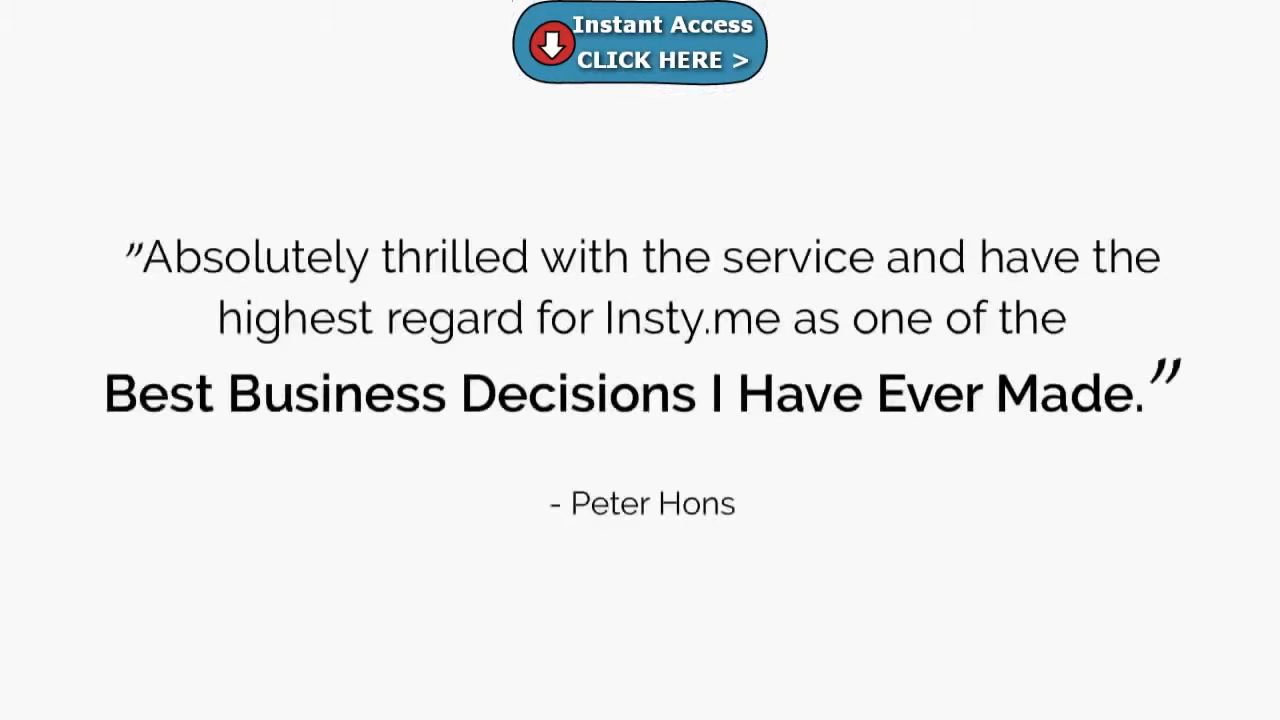 Instant Access
CLICK HERE >
"Absolutely thrilled with the service and have the
highest regard for Insty.me as one of the
Best Business Decisions I Have Ever Made."
- Peter Hons